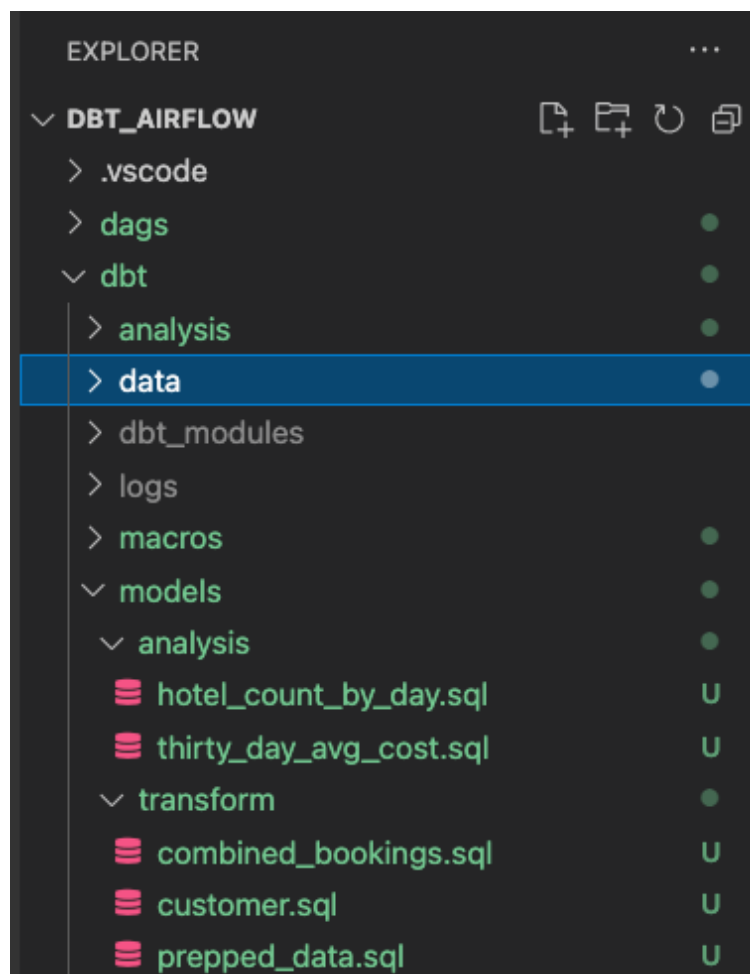 EXPLORER
DBT_AIRFLOW
.vscode
dags
dbt
analysis
data
dbt_modules
logs
macros
models
analysis
hotel_count_by_day.sql U
thirty_day_avg_cost.sql U
transform
combined_bookings.sql U
customer.sql U
prepped_data.sql U